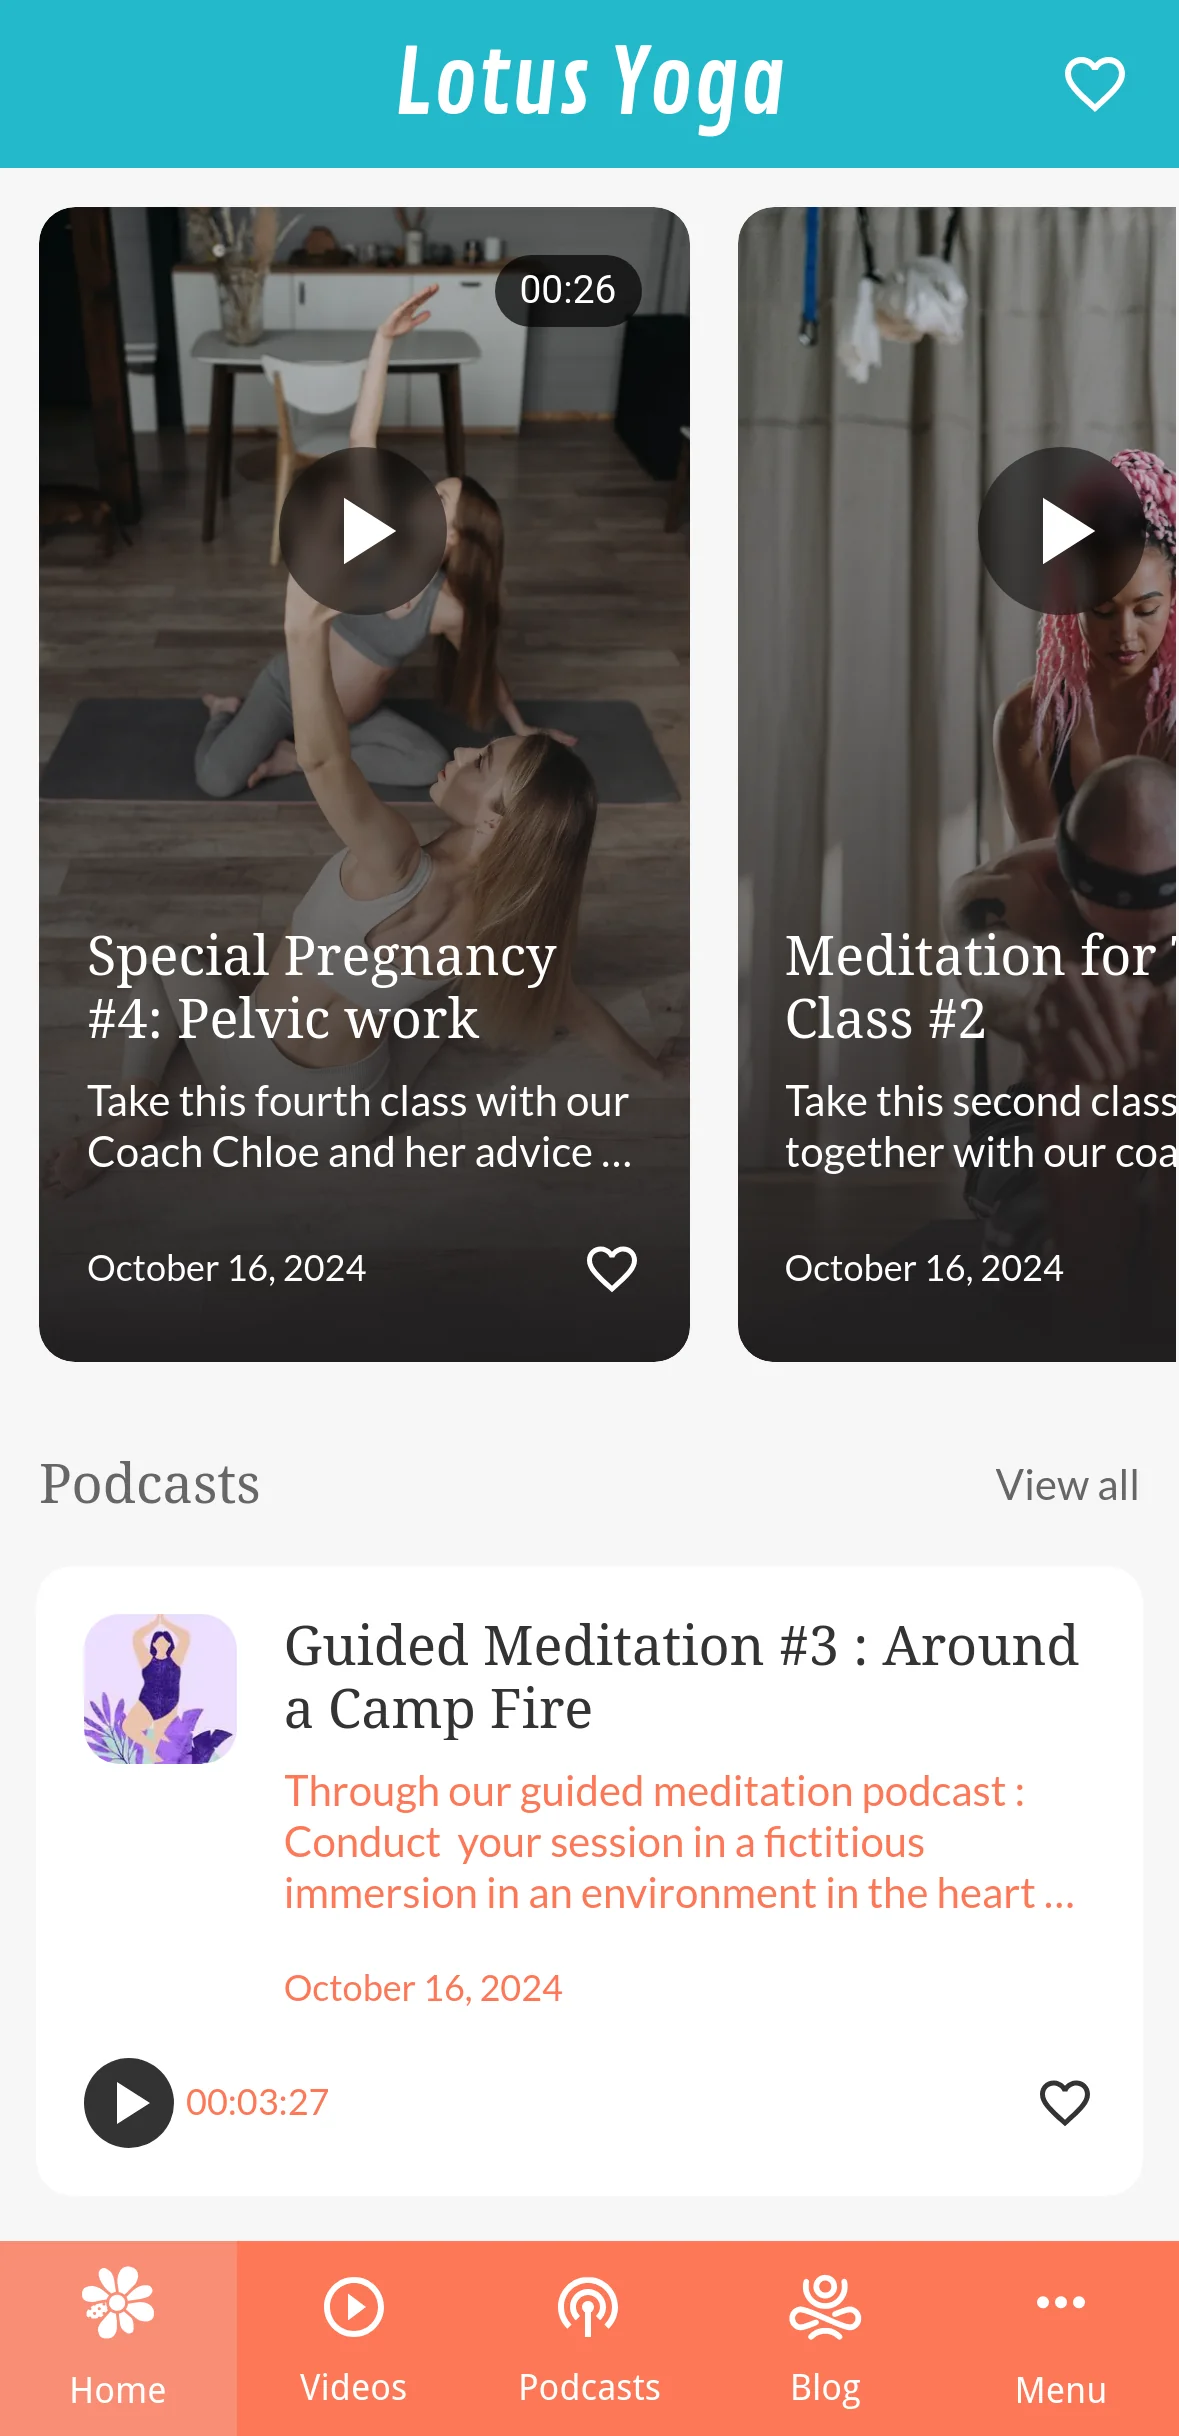 Lotus Yoga
00:26
Special Pregnancy
#4: Pelvic work
Take this fourth class with our
Coach Chloe and her advice ...
October 16, 2024
Meditation for
Class #2
Take this second class
together with our
October 16, 2024
Podcasts
View all
Guided Meditation #3 : Around
a Camp Fire
Through our guided meditation podcast :
Conduct  your session in a fictitious
immersion in an environment in the heart ...
October 16, 2024
00:03:27
Home
Videos
Podcasts
Blog
Menu